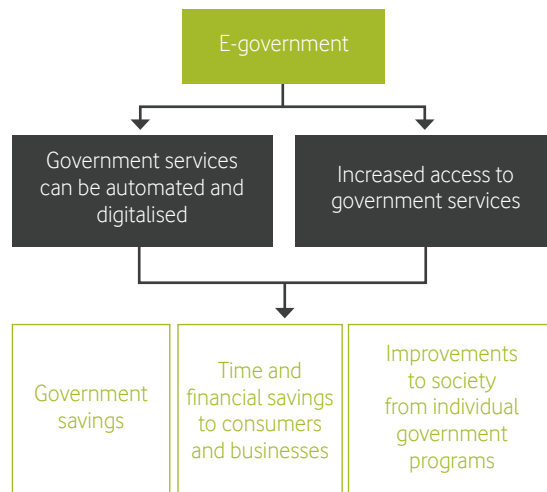 E-government
Government services
can be automated and
digitalised
Increased access to
government services
Government
savings
Time and
financial savings
to consumers
and businesses
Improvements
to society
from individual
government
programs